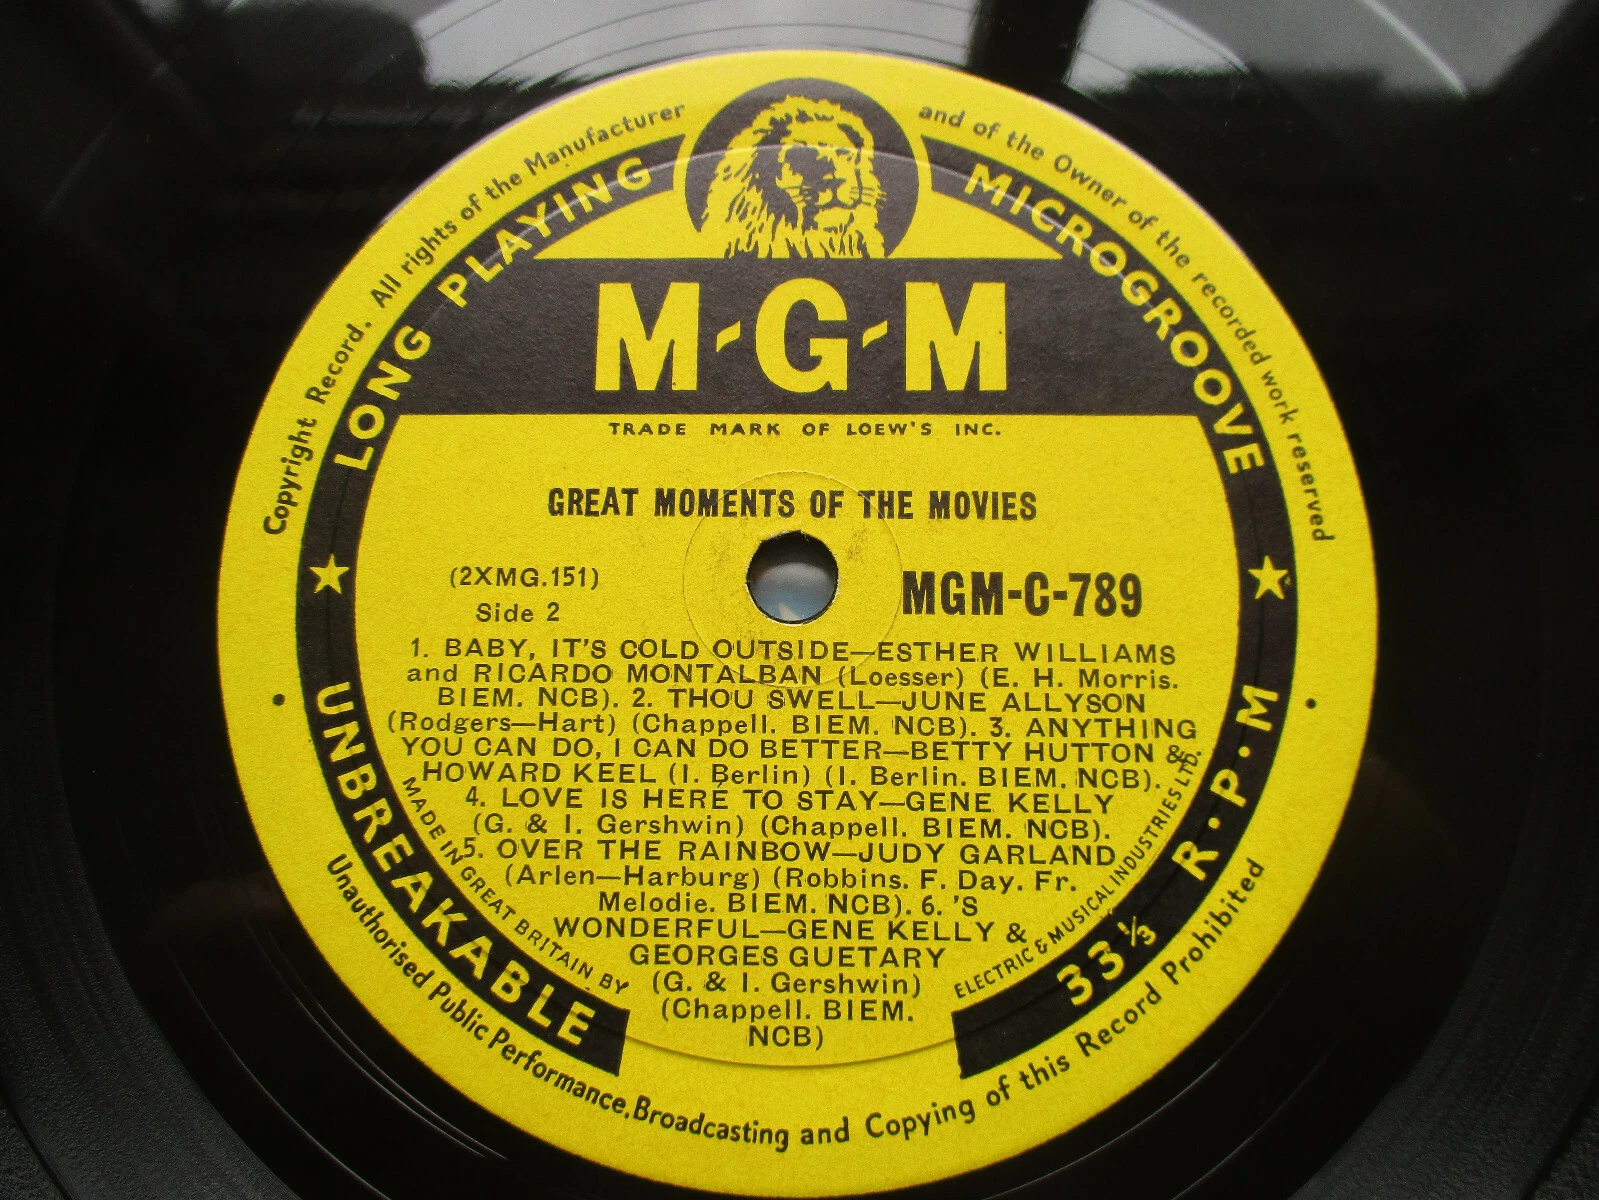 Copyright Record. All rights of the Manufacturer and of the Owner of the recorded work reserved
LONG PLAYING MICROGROOVE
M-G-M
TRADE MARK OF LOEW'S INC.
GREAT MOMENTS OF THE MOVIES
(2XMG.151)
Side 2
MGM-C-789
1. BABY, IT'S COLD OUTSIDE—ESTHER WILLIAMS
and RICARDO MONTALBAN (Loesser) (E. H. Morris.
BIEM. NCB). 2. THOU SWELL—JUNE ALLYSON
(Rodgers—Hart) (Chappell. BIEM. NCB). 3. ANYTHING
YOU CAN DO, I CAN DO BETTER—BETTY HUTTON &
HOWARD KEEL (I. Berlin) (I. Berlin. BIEM. NCB).
4. LOVE IS HERE TO STAY—GENE KELLY
(G. & I. Gershwin) (Chappell. BIEM. NCB).
5. OVER THE RAINBOW—JUDY GARLAND
(Arlen—Harburg) (Robbins. F. Day. Fr.
Melodie. BIEM. NCB). 6. 'S
WONDERFUL—GENE KELLY &
GEORGES GUETARY
(G. & I. Gershwin)
(Chappell. BIEM.
NCB)
MADE IN GREAT BRITAIN BY ELECTRIC & MUSICAL INDUSTRIES LTD.
UNBREAKABLE
33⅓ R·P·M
Unauthorised Public Performance, Broadcasting and Copying of this Record Prohibited